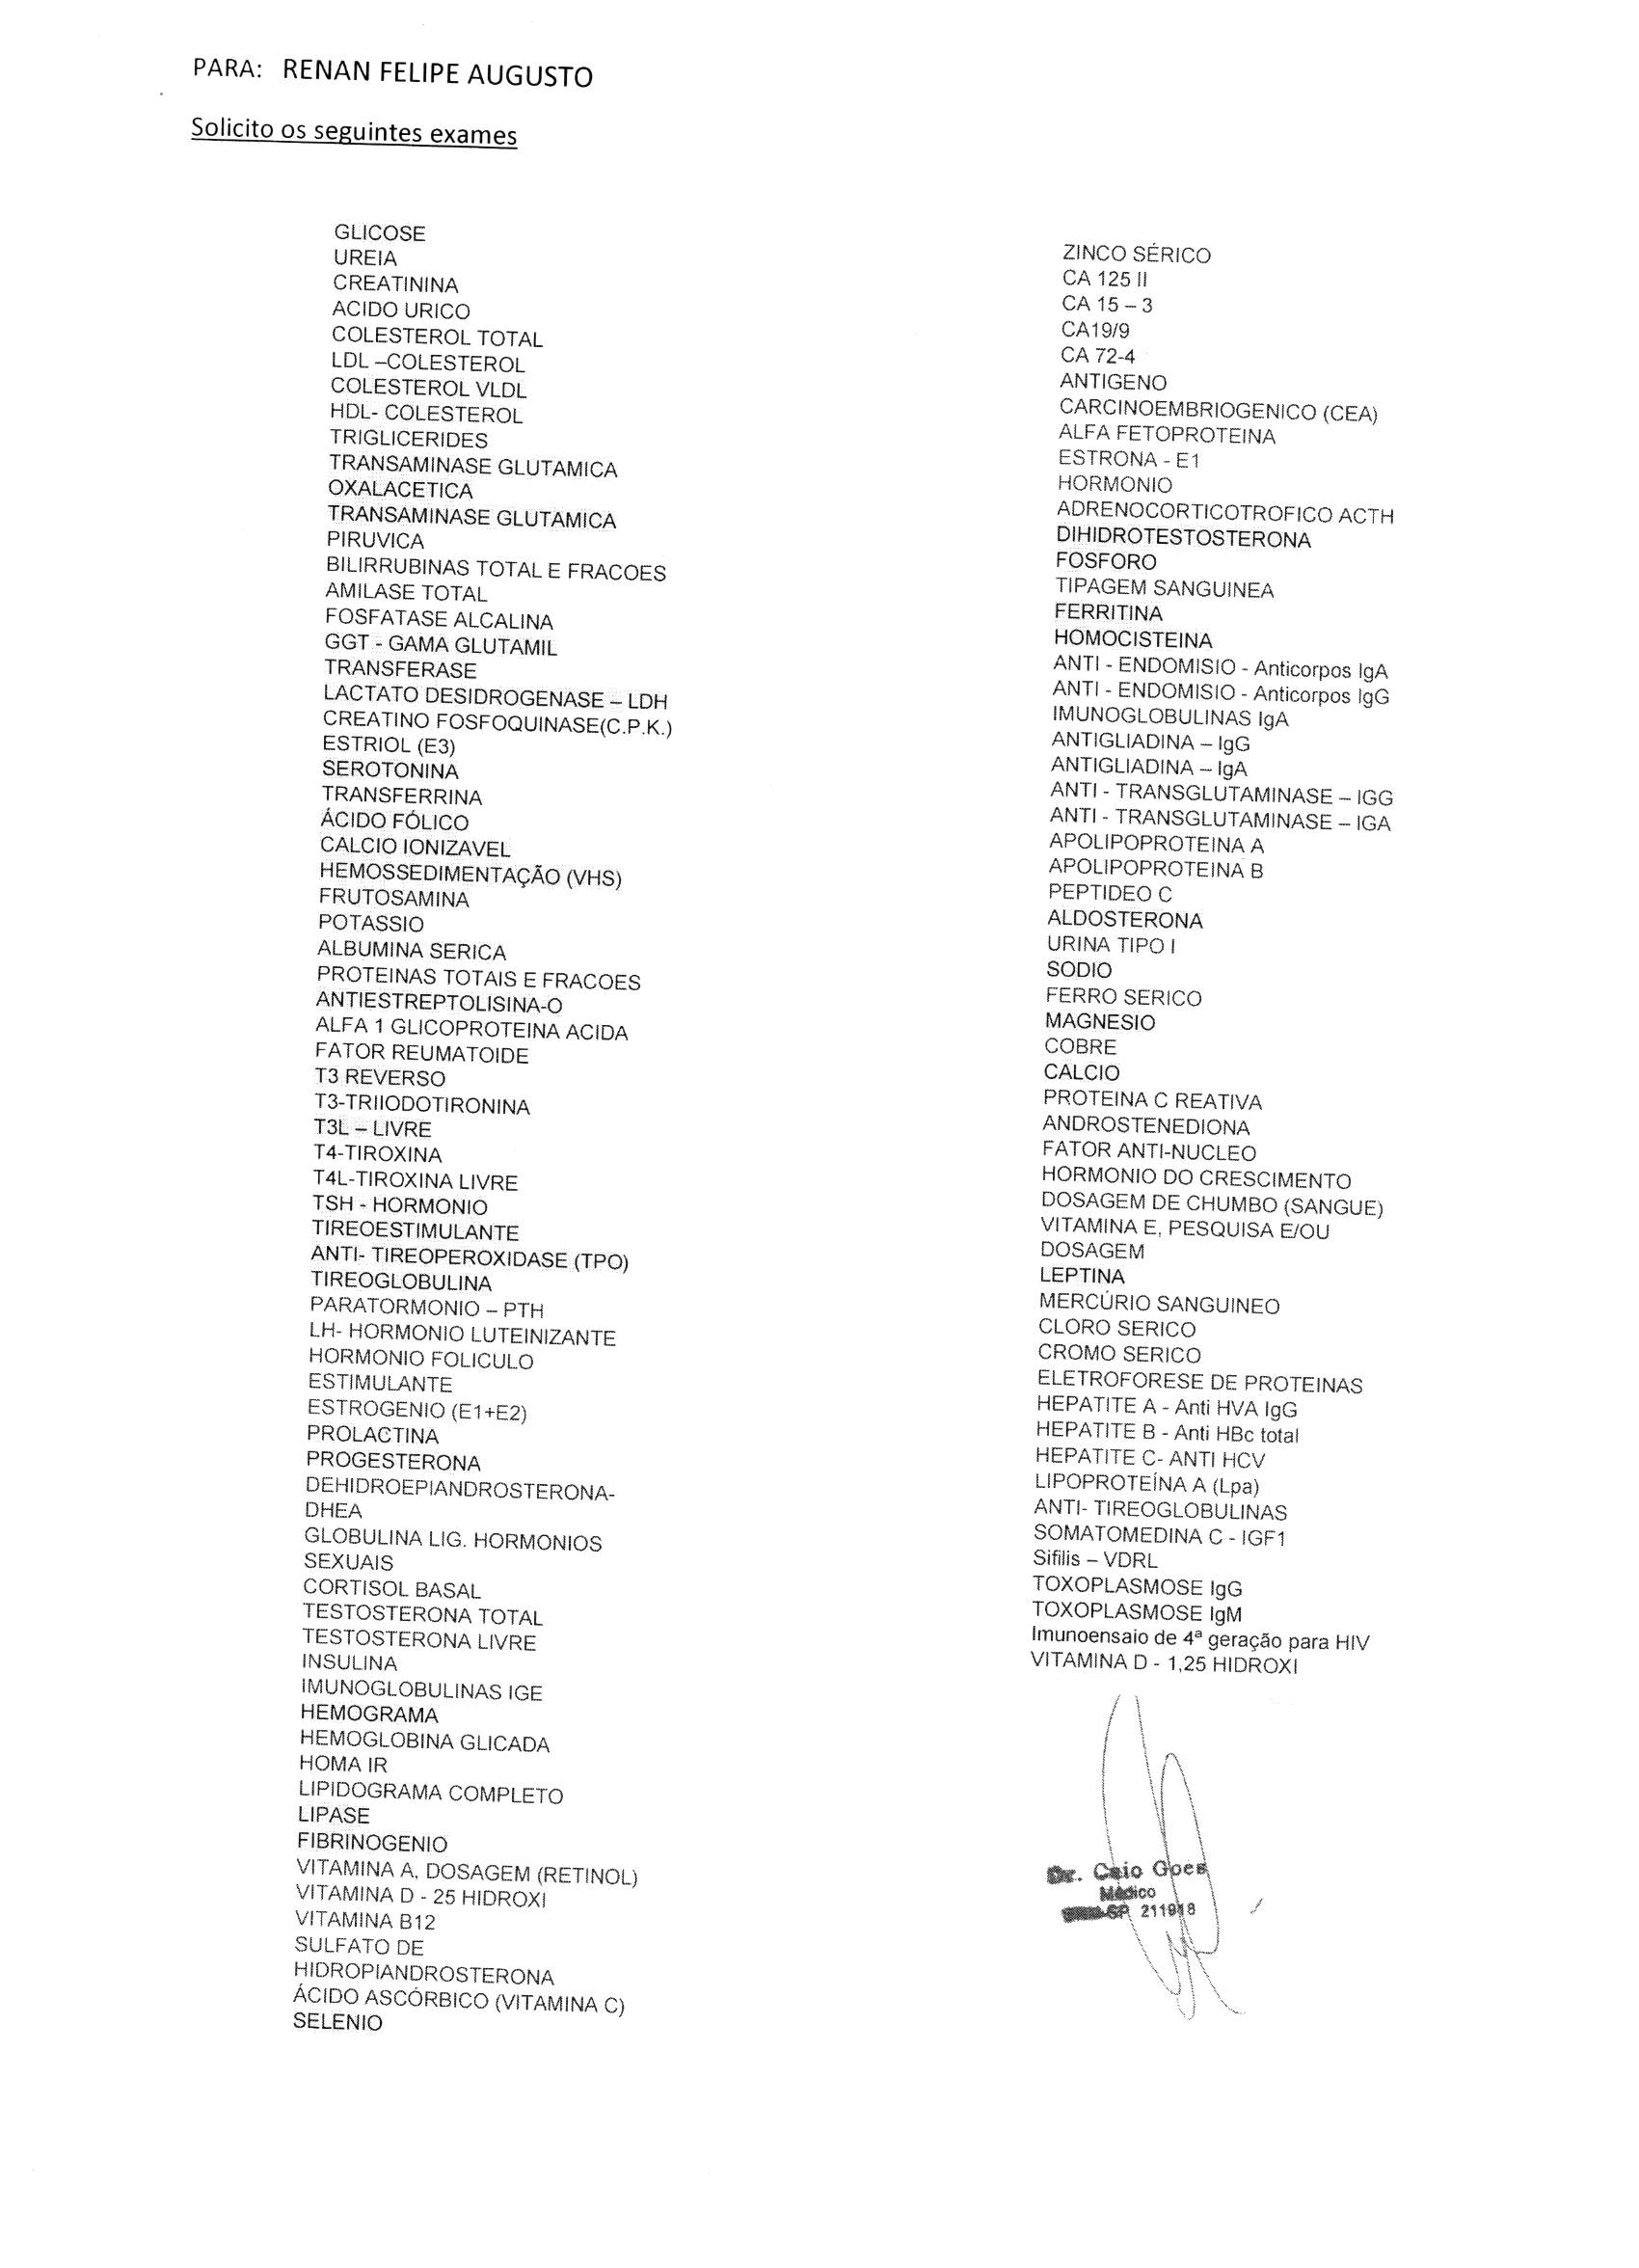 PARA: RENAN FELIPE AUGUSTO
Solicito os seguintes exames
GLICOSE
UREIA
CREATININA
ACIDO URICO
COLESTEROL TOTAL
LDL –COLESTEROL
COLESTEROL VLDL
HDL- COLESTEROL
TRIGLICERIDES
TRANSAMINASE GLUTAMICA
OXALACETICA
TRANSAMINASE GLUTAMICA
PIRUVICA
BILIRRUBINAS TOTAL E FRACOES
AMILASE TOTAL
FOSFATASE ALCALINA
GGT - GAMA GLUTAMIL
TRANSFERASE
LACTATO DESIDROGENASE – LDH
CREATINO FOSFOQUINASE(C.P.K.)
ESTRIOL (E3)
SEROTONINA
TRANSFERRINA
ÁCIDO FÓLICO
CALCIO IONIZAVEL
HEMOSSEDIMENTAÇÃO (VHS)
FRUTOSAMINA
POTASSIO
ALBUMINA SERICA
PROTEINAS TOTAIS E FRACOES
ANTIESTREPTOLISINA-O
ALFA 1 GLICOPROTEINA ACIDA
FATOR REUMATOIDE
T3 REVERSO
T3-TRIIODOTIRONINA
T3L – LIVRE
T4-TIROXINA
T4L-TIROXINA LIVRE
TSH - HORMONIO
TIREOESTIMULANTE
ANTI- TIREOPEROXIDASE (TPO)
TIREOGLOBULINA
PARATORMONIO – PTH
LH- HORMONIO LUTEINIZANTE
HORMONIO FOLICULO
ESTIMULANTE
ESTROGENIO (E1+E2)
PROLACTINA
PROGESTERONA
DEHIDROEPIANDROSTERONA-
DHEA
GLOBULINA LIG. HORMONIOS
SEXUAIS
CORTISOL BASAL
TESTOSTERONA TOTAL
TESTOSTERONA LIVRE
INSULINA
IMUNOGLOBULINAS IGE
HEMOGRAMA
HEMOGLOBINA GLICADA
HOMA IR
LIPIDOGRAMA COMPLETO
LIPASE
FIBRINOGENIO
VITAMINA A, DOSAGEM (RETINOL)
VITAMINA D - 25 HIDROXI
VITAMINA B12
SULFATO DE
HIDROPIANDROSTERONA
ÁCIDO ASCÓRBICO (VITAMINA C)
SELENIO
ZINCO SÉRICO
CA 125 II
CA 15 – 3
CA19/9
CA 72-4
ANTIGENO
CARCINOEMBRIOGENICO (CEA)
ALFA FETOPROTEINA
ESTRONA - E1
HORMONIO
ADRENOCORTICOTROFICO ACTH
DIHIDROTESTOSTERONA
FOSFORO
TIPAGEM SANGUINEA
FERRITINA
HOMOCISTEINA
ANTI - ENDOMISIO - Anticorpos IgA
ANTI - ENDOMISIO - Anticorpos IgG
IMUNOGLOBULINAS IgA
ANTIGLIADINA – IgG
ANTIGLIADINA – IgA
ANTI - TRANSGLUTAMINASE – IGG
ANTI - TRANSGLUTAMINASE – IGA
APOLIPOPROTEINA A
APOLIPOPROTEINA B
PEPTIDEO C
ALDOSTERONA
URINA TIPO I
SODIO
FERRO SERICO
MAGNESIO
COBRE
CALCIO
PROTEINA C REATIVA
ANDROSTENEDIONA
FATOR ANTI-NUCLEO
HORMONIO DO CRESCIMENTO
DOSAGEM DE CHUMBO (SANGUE)
VITAMINA E, PESQUISA E/OU
DOSAGEM
LEPTINA
MERCÚRIO SANGUINEO
CLORO SERICO
CROMO SERICO
ELETROFORESE DE PROTEINAS
HEPATITE A - Anti HVA IgG
HEPATITE B - Anti HBc total
HEPATITE C- ANTI HCV
LIPOPROTEÍNA A (Lpa)
ANTI- TIREOGLOBULINAS
SOMATOMEDINA C - IGF1
Sifilis – VDRL
TOXOPLASMOSE IgG
TOXOPLASMOSE IgM
Imunoensaio de 4ª geração para HIV
VITAMINA D - 1,25 HIDROXI
Dr. Caio Goes
Médico
SP 211918